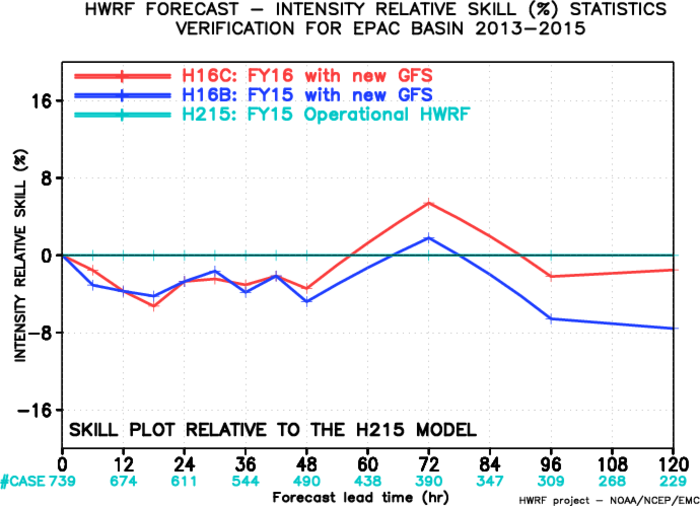 HWRF FORECAST – INTENSITY RELATIVE SKILL (%) STATISTICS
VERIFICATION FOR EPAC BASIN 2013–2015
H16C: FY16 with new GFS
H16B: FY15 with new GFS
H215: FY15 Operational HWRF
INTENSITY RELATIVE SKILL (%)
16
8
0
–8
–16
SKILL PLOT RELATIVE TO THE H215 MODEL
0 12 24 36 48 60 72 84 96 108 120
#CASE 739 674 611 544 490 438 390 347 309 268 229
Forecast lead time (hr)
HWRF project – NOAA/NCEP/EMC